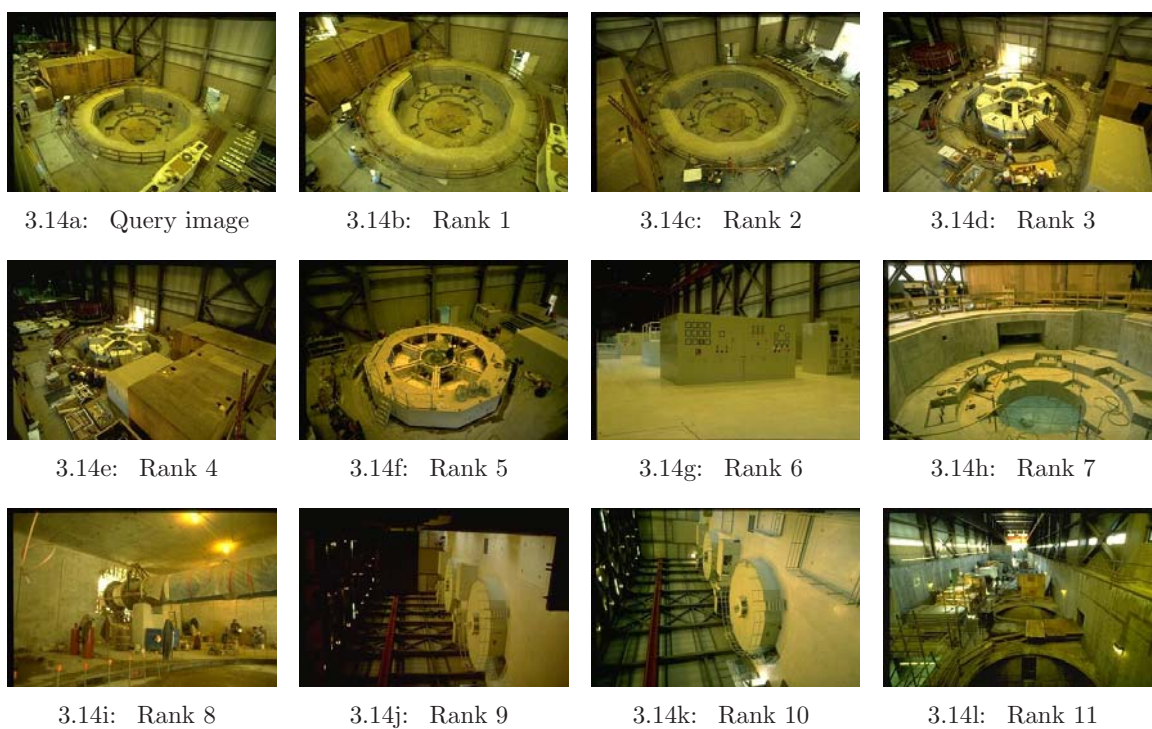 3.14a: Query image
3.14b: Rank 1
3.14c: Rank 2
3.14d: Rank 3
3.14e: Rank 4
3.14f: Rank 5
3.14g: Rank 6
3.14h: Rank 7
3.14i: Rank 8
3.14j: Rank 9
3.14k: Rank 10
3.14l: Rank 11